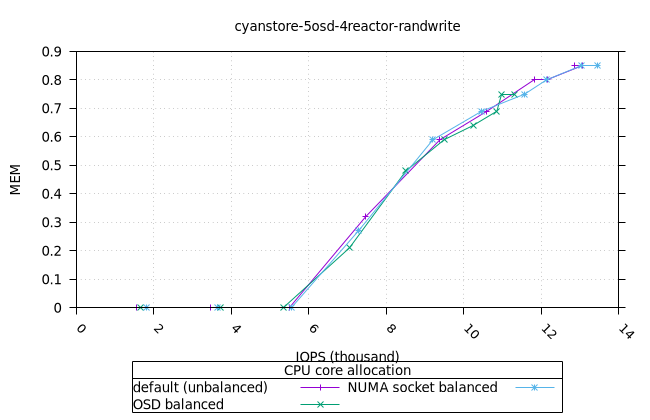 cyanstore-5osd-4reactor-randwrite
0.9
0.8
0.7
0.6
0.5
0.4
0.3
0.2
0.1
0
MEM
0 2 4 6 8 10 12 14
IOPS (thousand)
CPU core allocation
default (unbalanced) NUMA socket balanced
OSD balanced